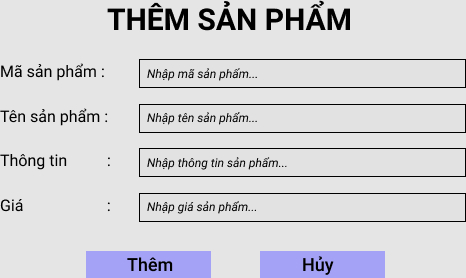 THÊM SẢN PHẨM
Mã sản phẩm : Nhập mã sản phẩm...
Tên sản phẩm : Nhập tên sản phẩm...
Thông tin : Nhập thông tin sản phẩm...
Giá : Nhập giá sản phẩm...
Thêm Hủy